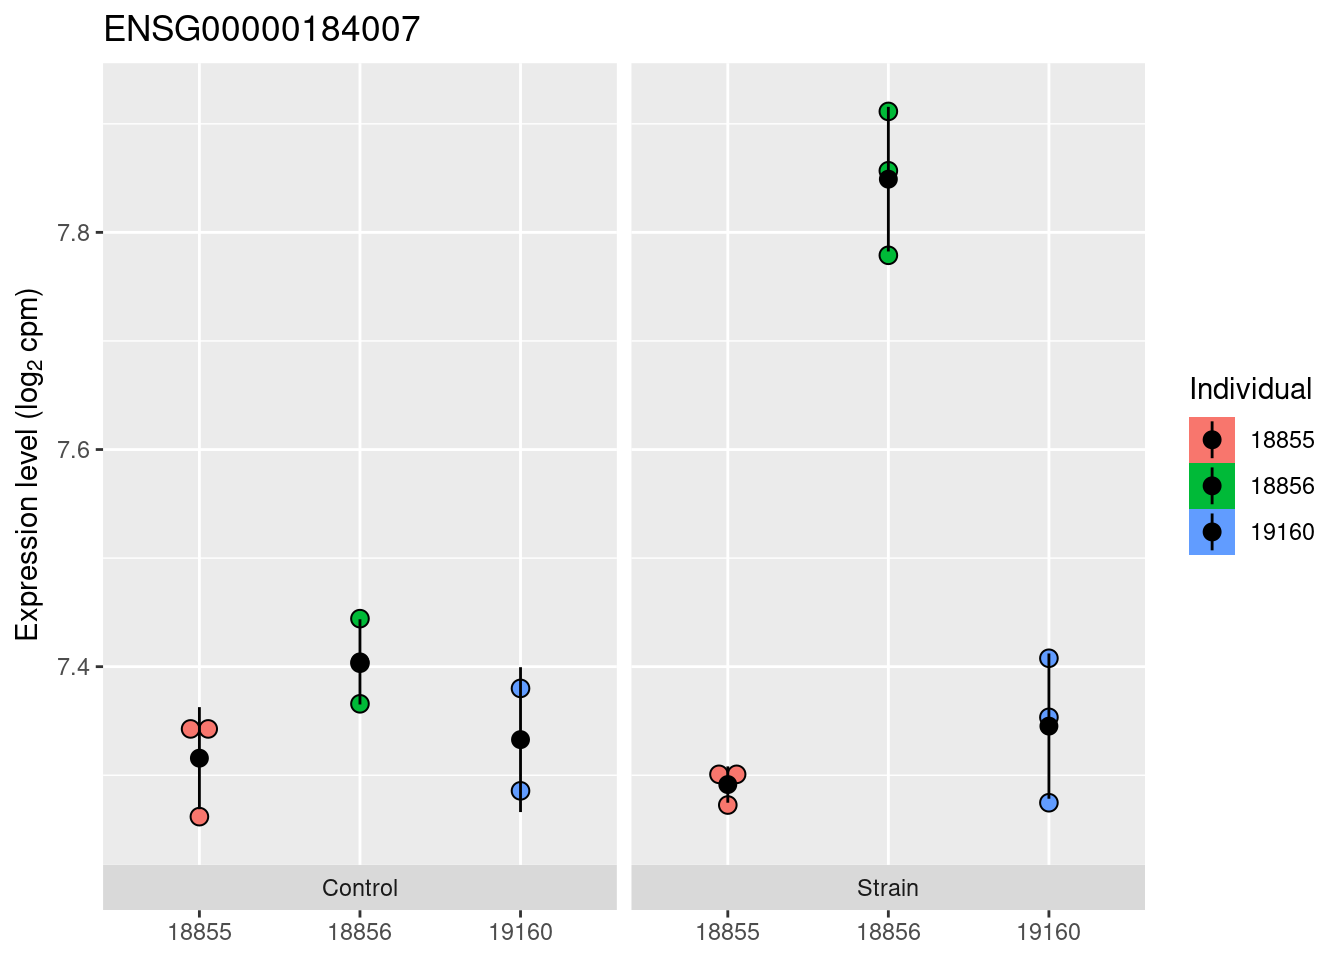 ENSG00000184007
Expression level (log₂ cpm)
7.8
7.6
7.4
Control
Strain
18855
18856
19160
18855
18856
19160
Individual
18855
18856
19160